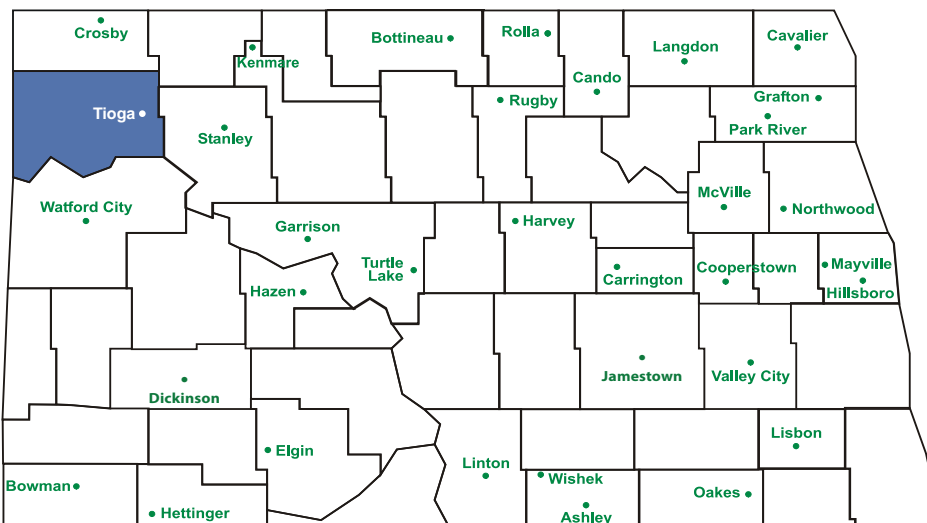 Crosby
Kenmare
Bottineau
Rolla
Langdon
Cavalier
Cando
Tioga
Stanley
Rugby
Grafton
Park River
Watford City
Garrison
Harvey
McVille
Northwood
Turtle
Lake
Hazen
Carrington
Cooperstown
Mayville
Hillsboro
Dickinson
Jamestown
Valley City
Elgin
Linton
Lisbon
Bowman
Wishek
Oakes
Hettinger
Ashley